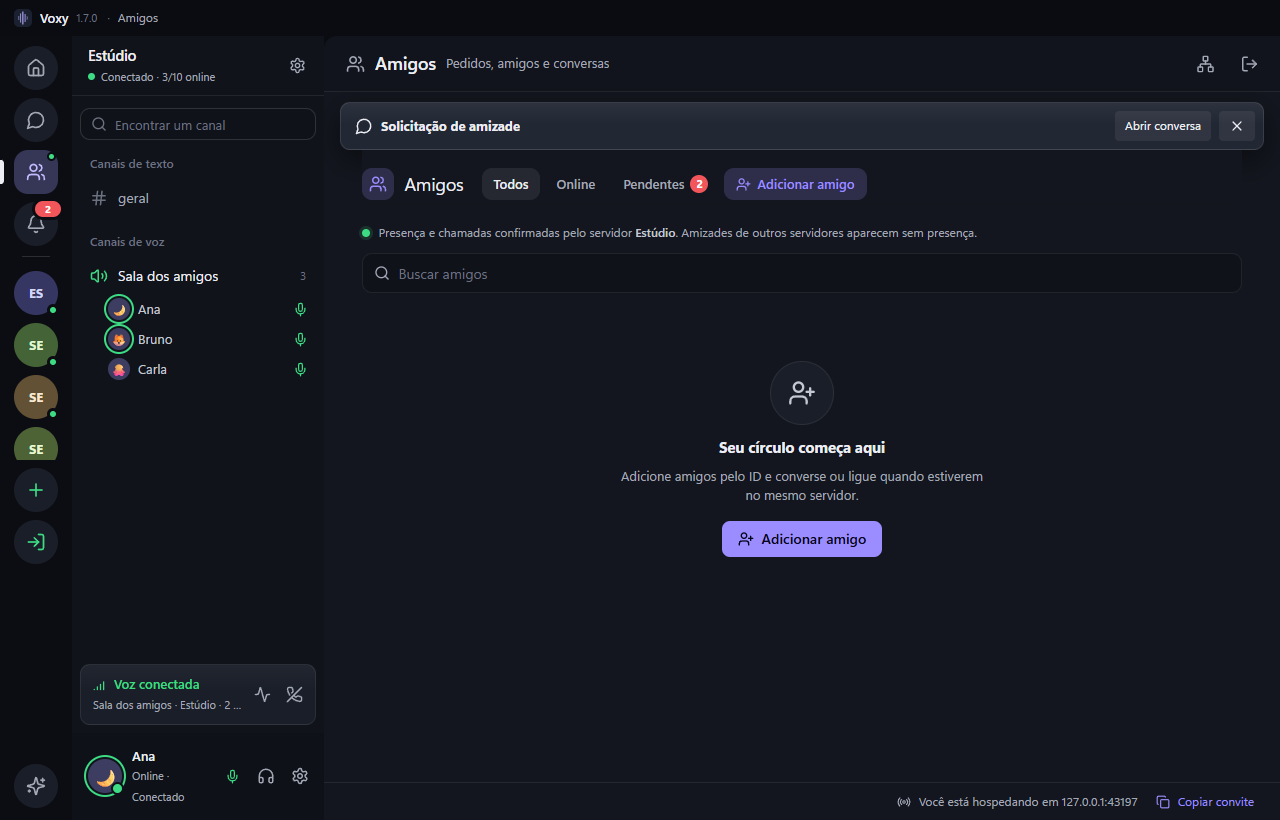 Voxy 1.7.0 · Amigos
Estúdio
Conectado · 3/10 online
Encontrar um canal
Canais de texto
# geral
Canais de voz
Sala dos amigos 3
Ana
Bruno
Carla
2
ES
SE
SE
SE
Voz conectada
Sala dos amigos · Estúdio · 2 ...
Ana
Online ·
Conectado
Amigos Pedidos, amigos e conversas
Solicitação de amizade Abrir conversa
Amigos Todos Online Pendentes 2 Adicionar amigo
Presença e chamadas confirmadas pelo servidor Estúdio. Amizades de outros servidores aparecem sem presença.
Buscar amigos
Seu círculo começa aqui
Adicione amigos pelo ID e converse ou ligue quando estiverem
no mesmo servidor.
Adicionar amigo
Você está hospedando em 127.0.0.1:43197 Copiar convite